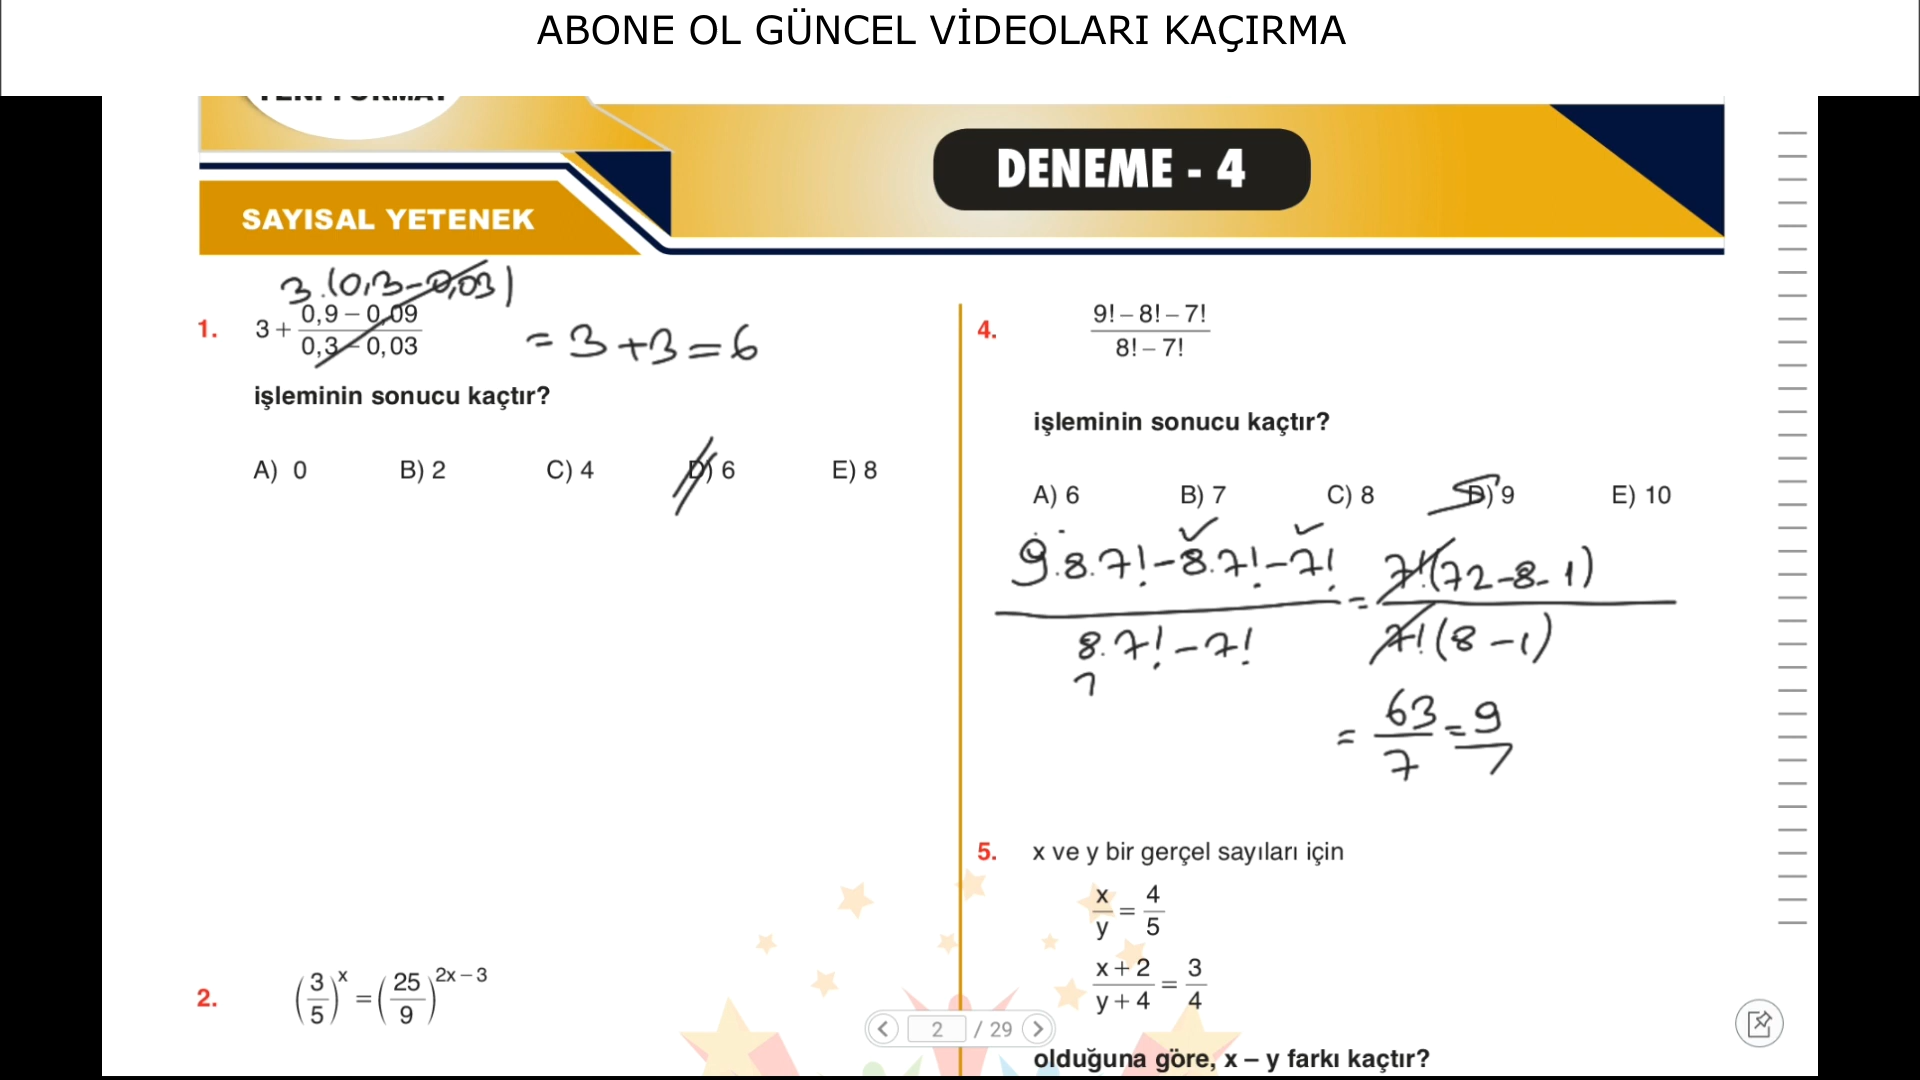 ABONE OL GÜNCEL VİDEOLARI KAÇIRMA
DENEME - 4
SAYISAL YETENEK
3.(0,3-0,03)
1. 3 + (0,9 – 0,09) / (0,3 – 0,03) = 3+3=6
işleminin sonucu kaçtır?
A) 0 B) 2 C) 4 D) 6 E) 8
2. (3/5)^x = (25/9)^(2x – 3)
4. (9! – 8! – 7!) / (8! – 7!)
işleminin sonucu kaçtır?
A) 6 B) 7 C) 8 D) 9 E) 10
(9.8.7!-8.7!-7!) / (8.7!-7!) = 7!(72-8-1) / 7!(8-1)
7
= 63/7 = 9
5. x ve y bir gerçel sayıları için
x/y = 4/5
(x + 2)/(y + 4) = 3/4
olduğuna göre, x – y farkı kaçtır?
2 / 29